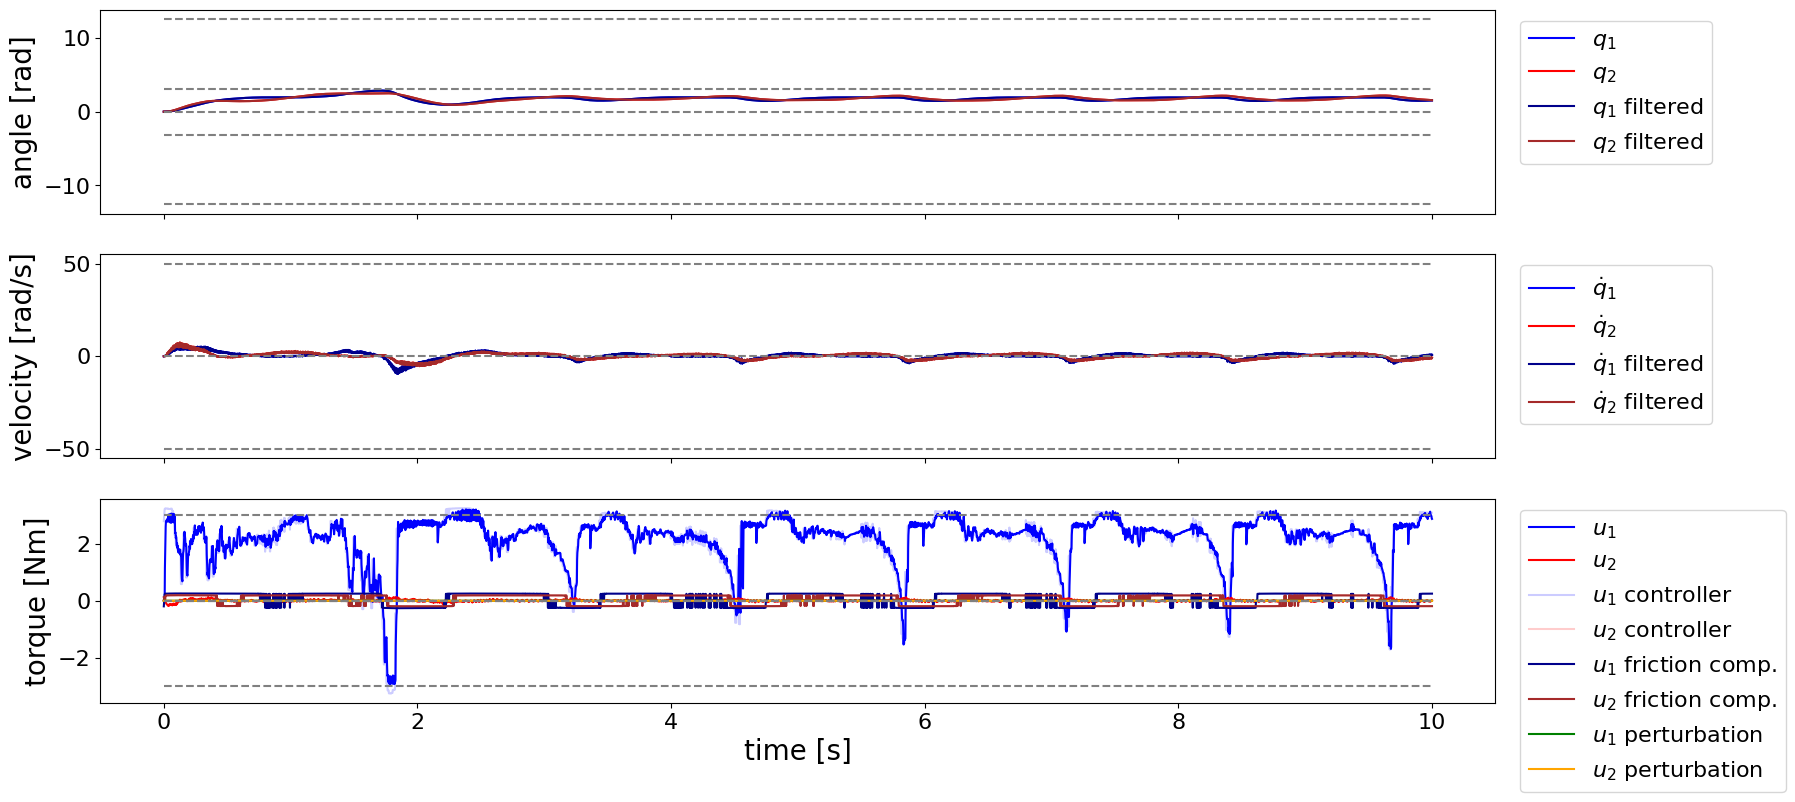 angle [rad]
10
0
−10
q₁
q₂
q₁ filtered
q₂ filtered
velocity [rad/s]
50
0
−50
q̇₁
q̇₂
q̇₁ filtered
q̇₂ filtered
torque [Nm]
2
0
−2
0 2 4 6 8 10
time [s]
u₁
u₂
u₁ controller
u₂ controller
u₁ friction comp.
u₂ friction comp.
u₁ perturbation
u₂ perturbation